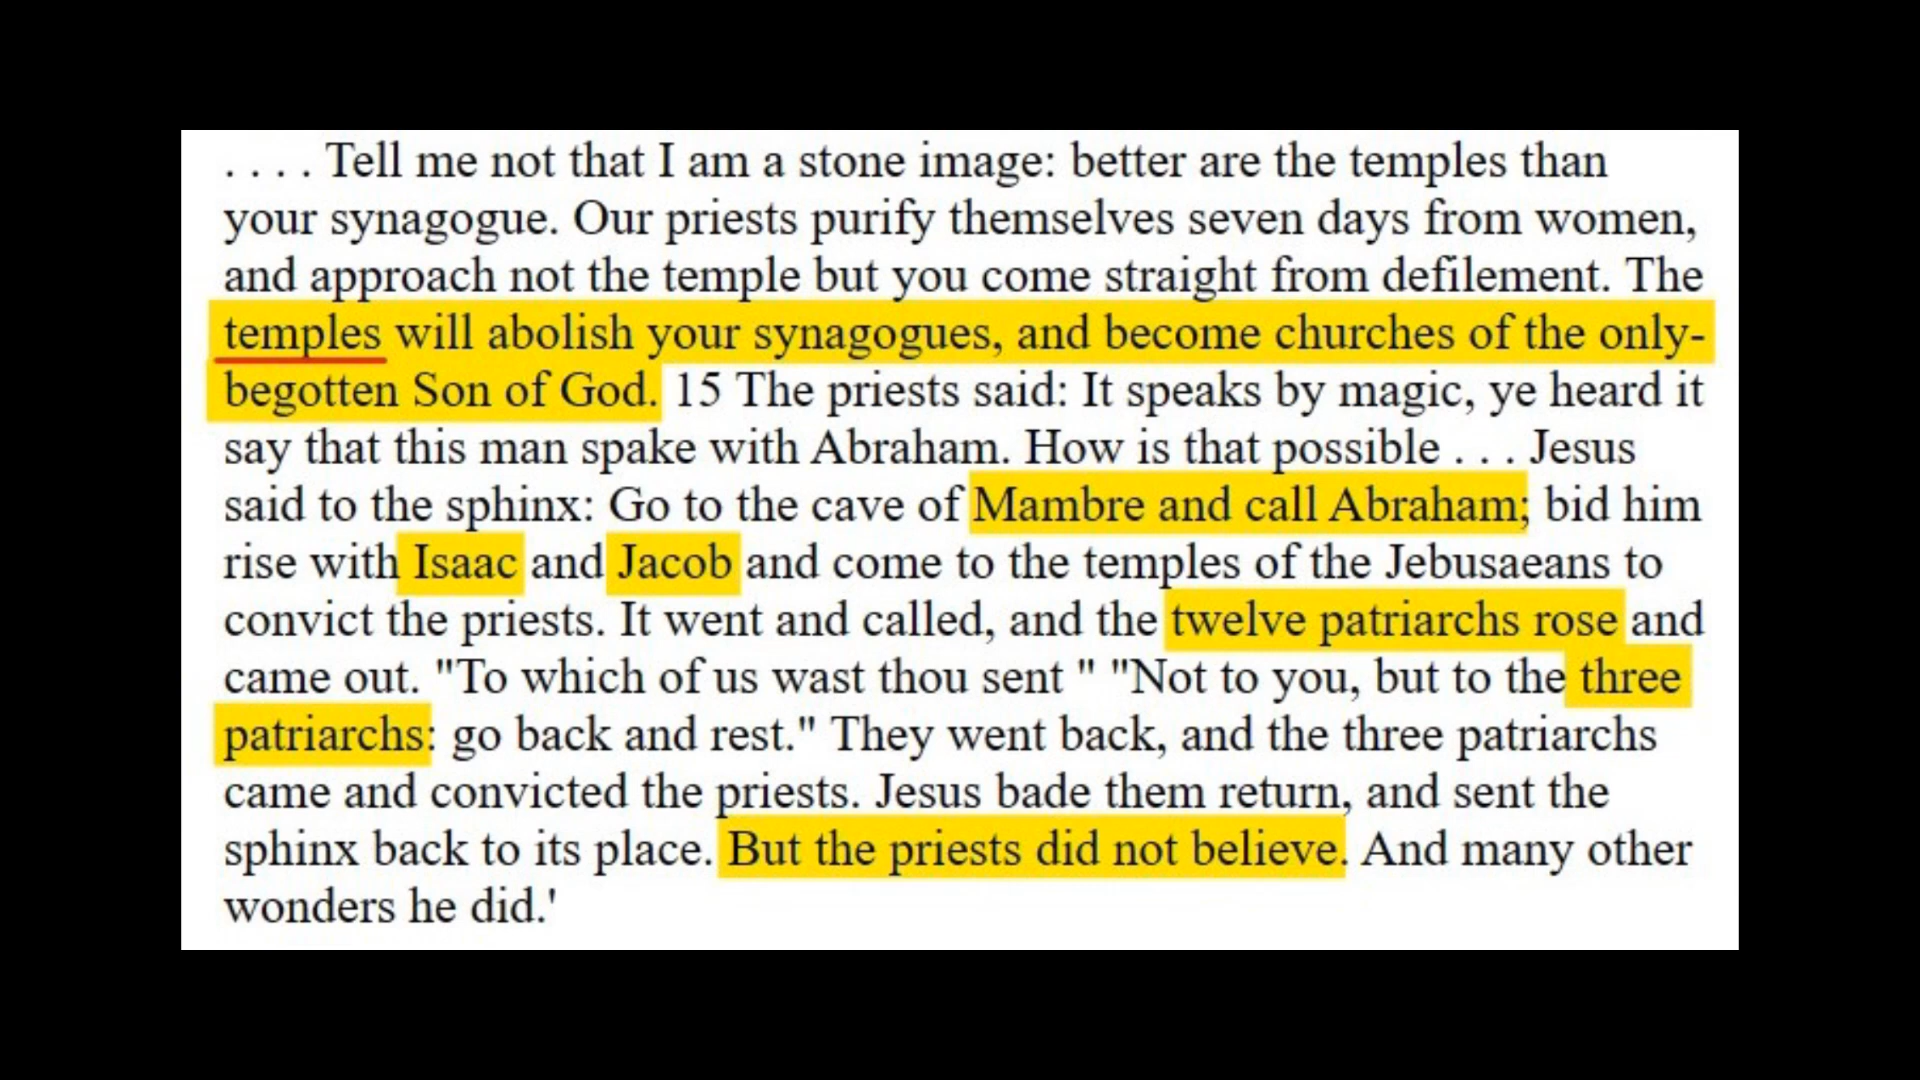 . . . . Tell me not that I am a stone image: better are the temples than
your synagogue. Our priests purify themselves seven days from women,
and approach not the temple but you come straight from defilement. The
temples will abolish your synagogues, and become churches of the only-
begotten Son of God. 15 The priests said: It speaks by magic, ye heard it
say that this man spake with Abraham. How is that possible . . . Jesus
said to the sphinx: Go to the cave of Mambre and call Abraham; bid him
rise with Isaac and Jacob and come to the temples of the Jebusaeans to
convict the priests. It went and called, and the twelve patriarchs rose and
came out. "To which of us wast thou sent " "Not to you, but to the three
patriarchs: go back and rest." They went back, and the three patriarchs
came and convicted the priests. Jesus bade them return, and sent the
sphinx back to its place. But the priests did not believe. And many other
wonders he did.'